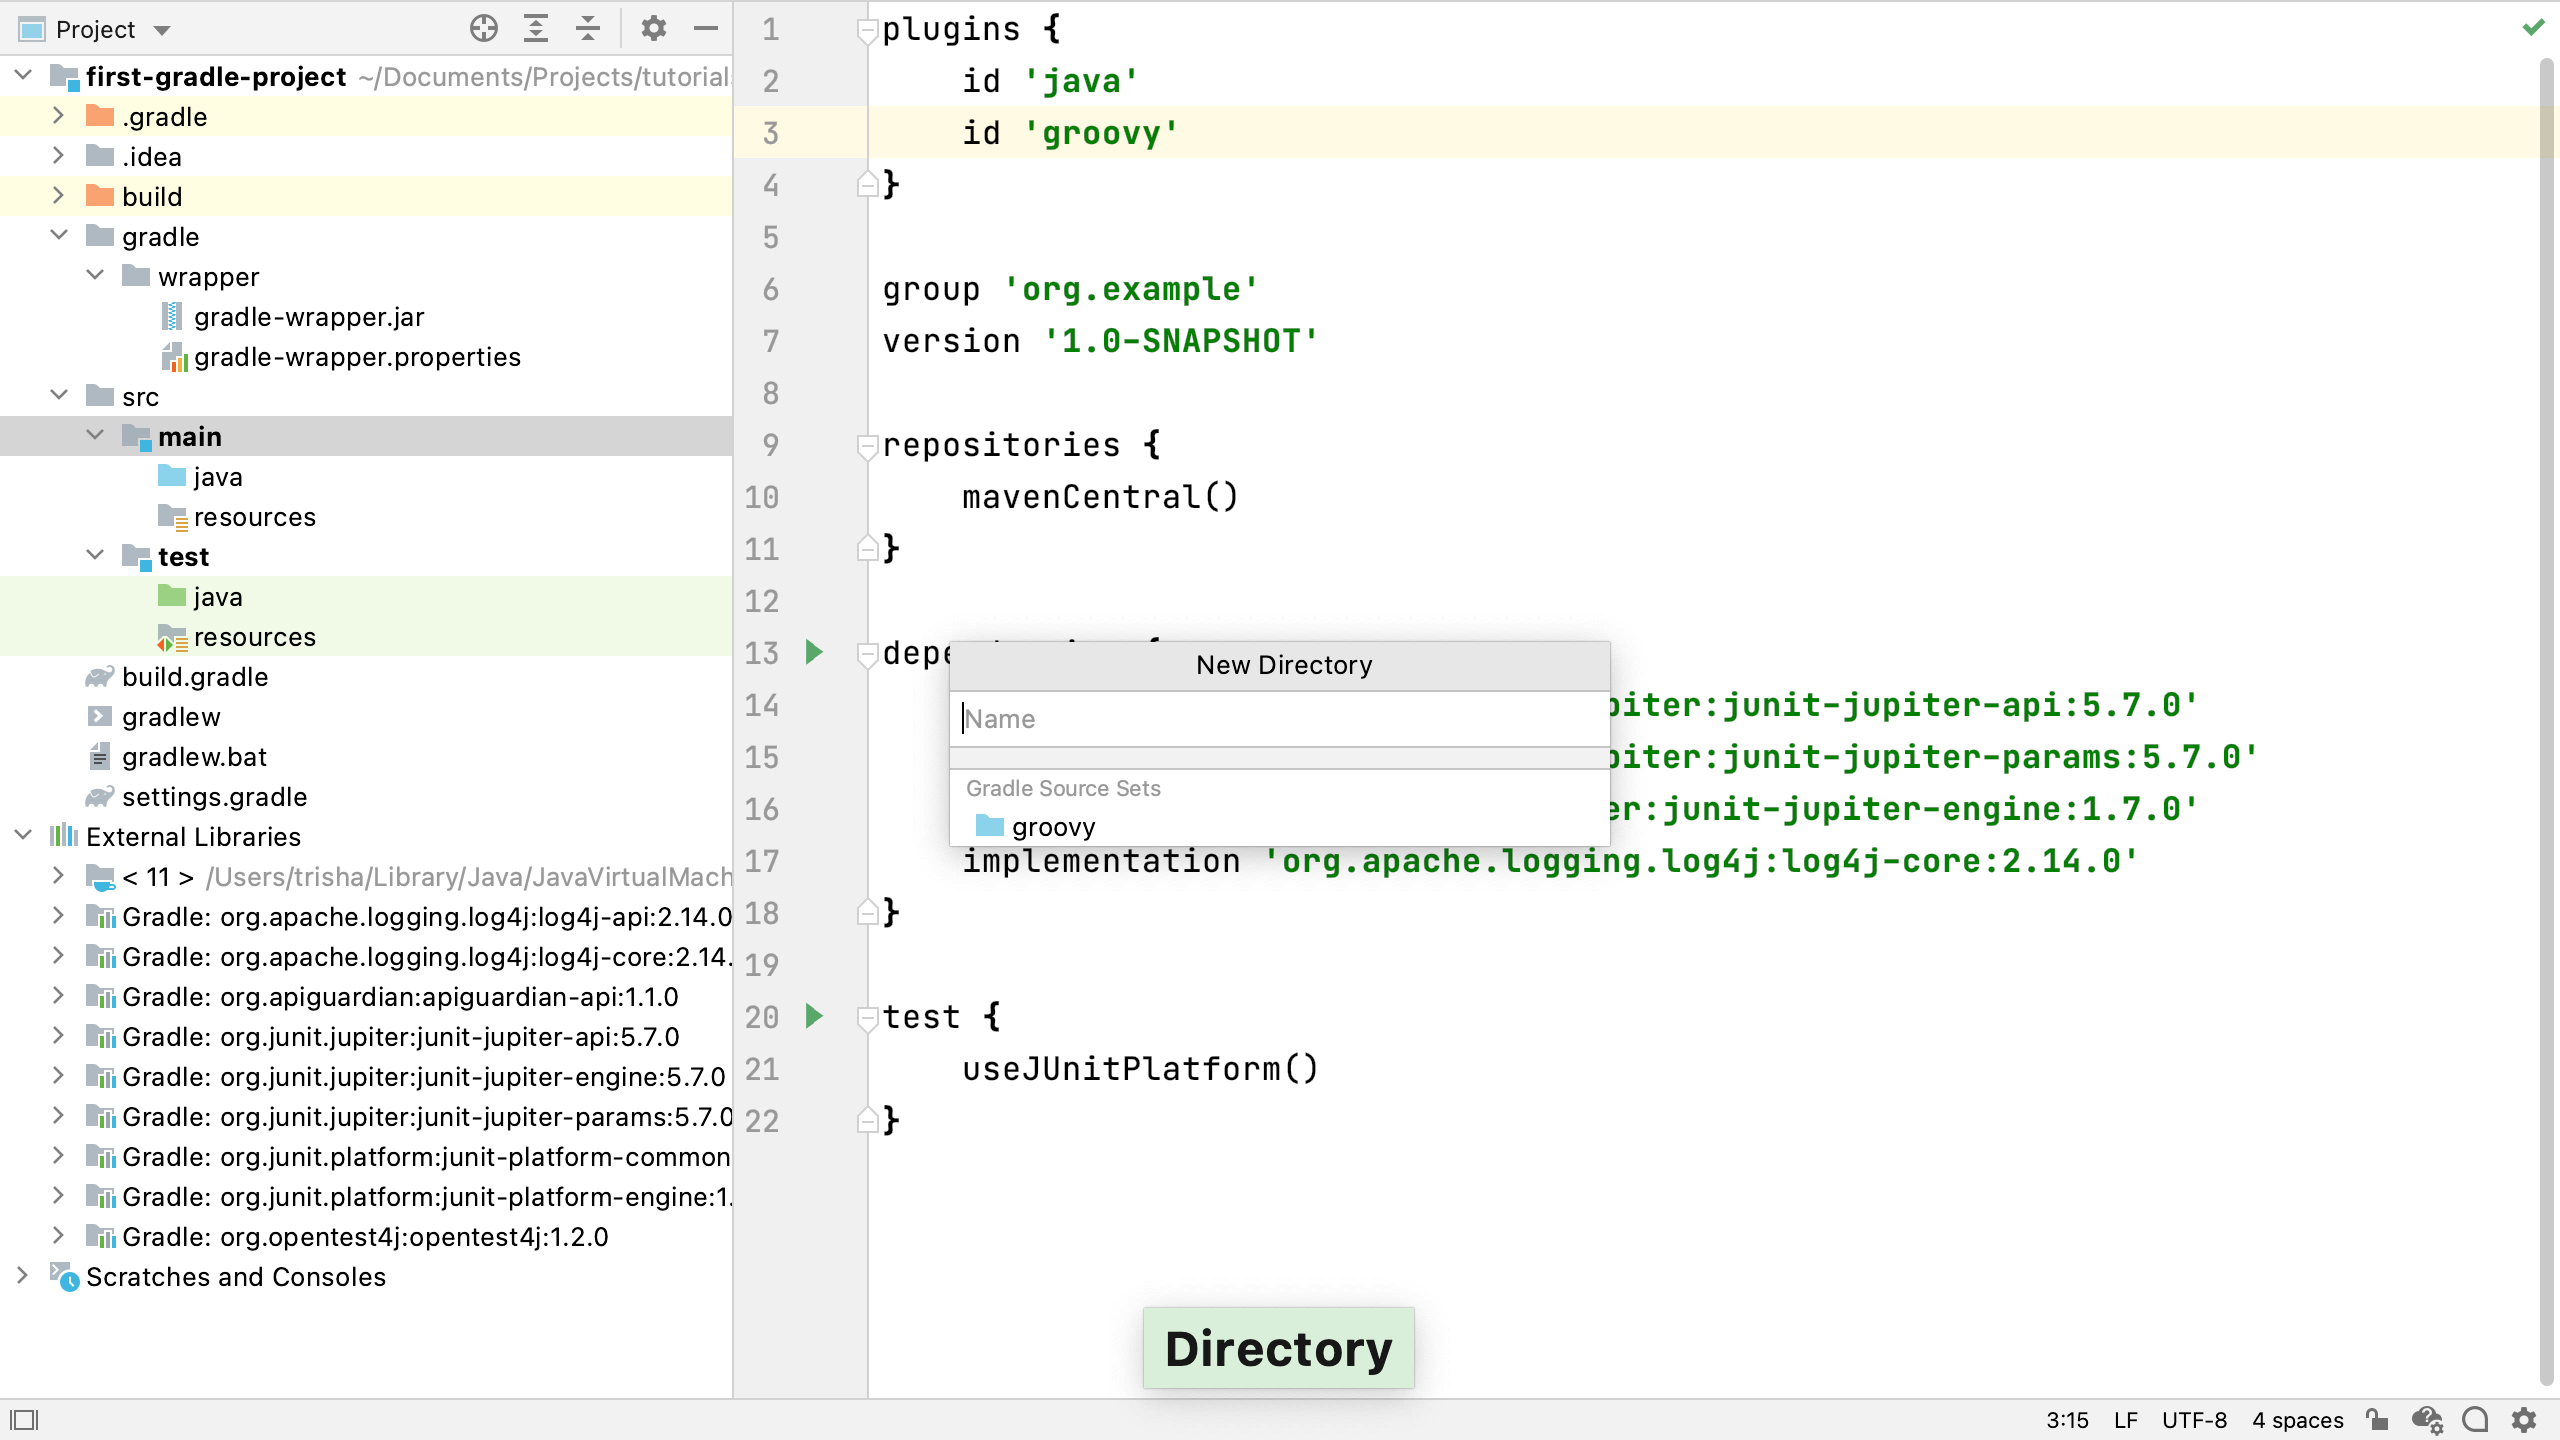 Project
first-gradle-project ~/Documents/Projects/tutorial
.gradle
.idea
build
gradle
wrapper
gradle-wrapper.jar
gradle-wrapper.properties
src
main
java
resources
test
java
resources
build.gradle
gradlew
gradlew.bat
settings.gradle
External Libraries
< 11 > /Users/trisha/Library/Java/JavaVirtualMach
Gradle: org.apache.logging.log4j:log4j-api:2.14.0
Gradle: org.apache.logging.log4j:log4j-core:2.14.
Gradle: org.apiguardian:apiguardian-api:1.1.0
Gradle: org.junit.jupiter:junit-jupiter-api:5.7.0
Gradle: org.junit.jupiter:junit-jupiter-engine:5.7.0
Gradle: org.junit.jupiter:junit-jupiter-params:5.7.0
Gradle: org.junit.platform:junit-platform-common
Gradle: org.junit.platform:junit-platform-engine:1.
Gradle: org.opentest4j:opentest4j:1.2.0
Scratches and Consoles
1 plugins {
2 id 'java'
3 id 'groovy'
4 }
5
6 group 'org.example'
7 version '1.0-SNAPSHOT'
8
9 repositories {
10 mavenCentral()
11 }
12
13 depe
14 piter:junit-jupiter-api:5.7.0'
15 piter:junit-jupiter-params:5.7.0'
16 er:junit-jupiter-engine:1.7.0'
17 implementation 'org.apache.logging.log4j:log4j-core:2.14.0'
18 }
19
20 test {
21 useJUnitPlatform()
22 }
New Directory
Name
Gradle Source Sets
groovy
Directory
3:15 LF UTF-8 4 spaces